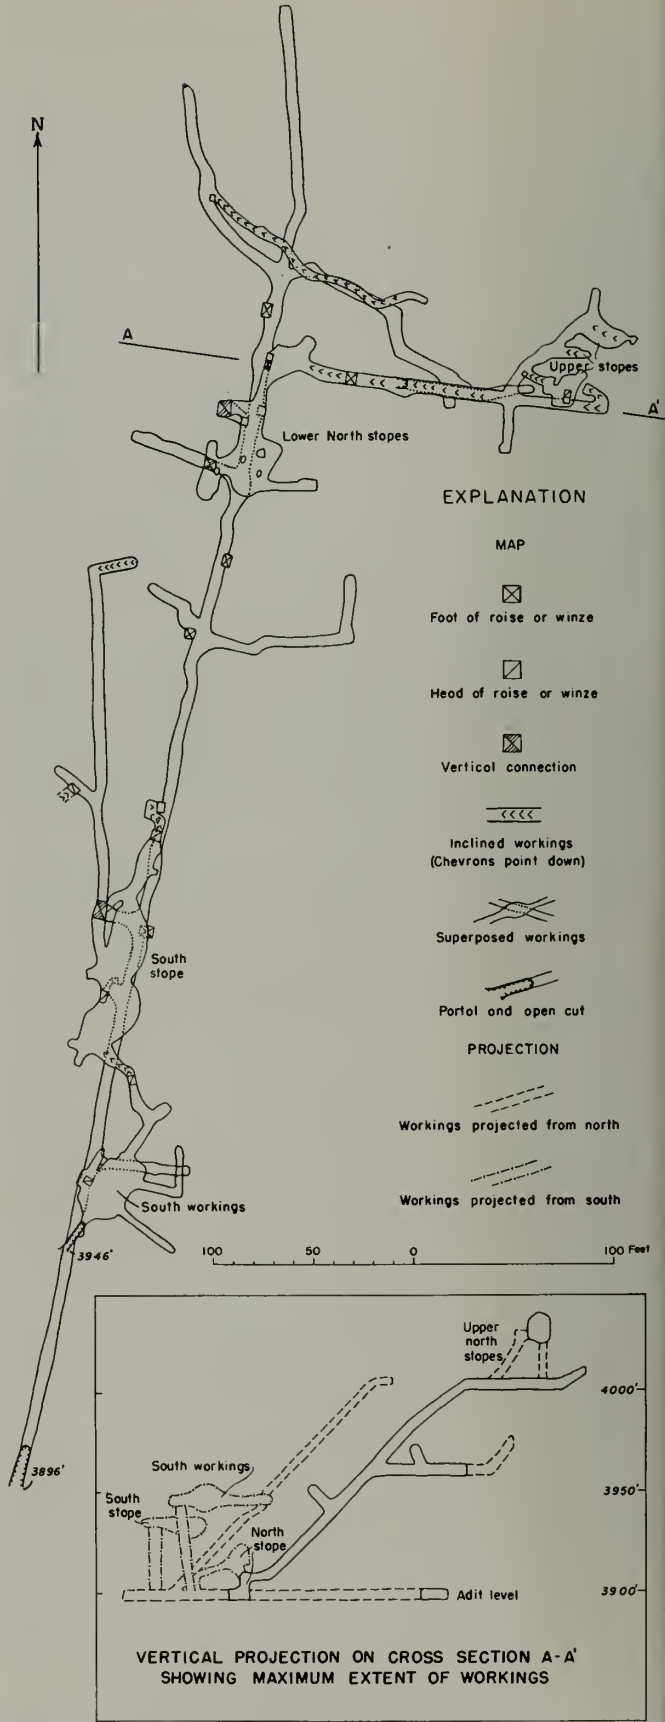 N
A
A'
Upper stopes
Lower North stopes
EXPLANATION
MAP
Foot of roise or winze
Heod of roise or winze
Verticol connection
Inclined workings
(Chevrons point down)
Superposed workings
Portol ond open cut
PROJECTION
Workings projected from north
Workings projected from south
South
stope
South workings
3946'
100 50 0 100 Feet
3896'
Upper
north
stopes
4000'
South workings
South
stope
North
stope
3950'
Adit level
3900'
VERTICAL PROJECTION ON CROSS SECTION A-A'
SHOWING MAXIMUM EXTENT OF WORKINGS